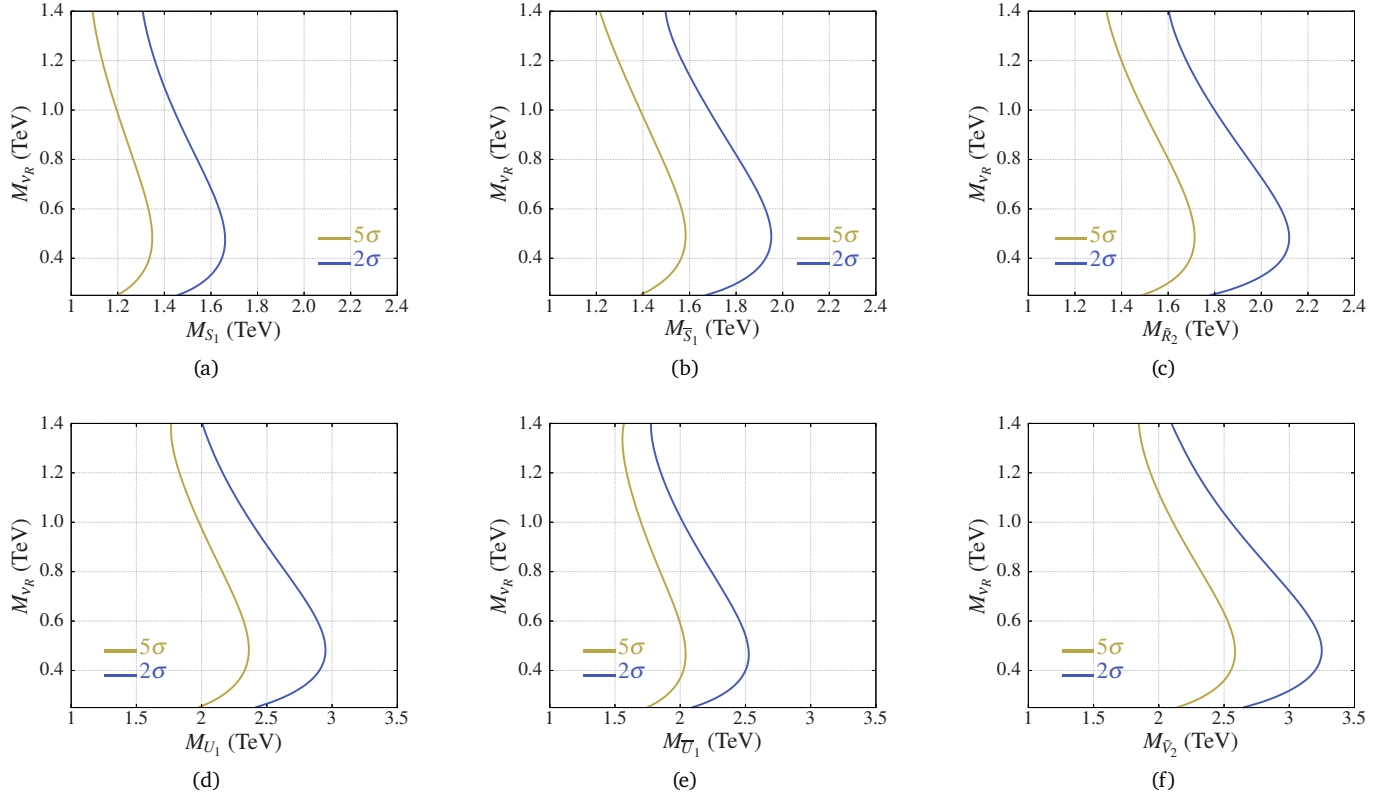 1.4
1.2
1.0
0.8
0.6
0.4
M_{ν_R} (TeV)
5σ
2σ
1 1.2 1.4 1.6 1.8 2.0 2.2 2.4
M_{S_1} (TeV)
(a)
1.4
1.2
1.0
0.8
0.6
0.4
M_{ν_R} (TeV)
5σ
2σ
1 1.2 1.4 1.6 1.8 2.0 2.2 2.4
M_{\overline{S}_1} (TeV)
(b)
1.4
1.2
1.0
0.8
0.6
0.4
M_{ν_R} (TeV)
5σ
2σ
1 1.2 1.4 1.6 1.8 2.0 2.2 2.4
M_{\tilde{R}_2} (TeV)
(c)
1.4
1.2
1.0
0.8
0.6
0.4
M_{ν_R} (TeV)
5σ
2σ
1 1.5 2 2.5 3 3.5
M_{U_1} (TeV)
(d)
1.4
1.2
1.0
0.8
0.6
0.4
M_{ν_R} (TeV)
5σ
2σ
1 1.5 2 2.5 3 3.5
M_{\overline{U}_1} (TeV)
(e)
1.4
1.2
1.0
0.8
0.6
0.4
M_{ν_R} (TeV)
5σ
2σ
1 1.5 2 2.5 3 3.5
M_{\tilde{V}_2} (TeV)
(f)